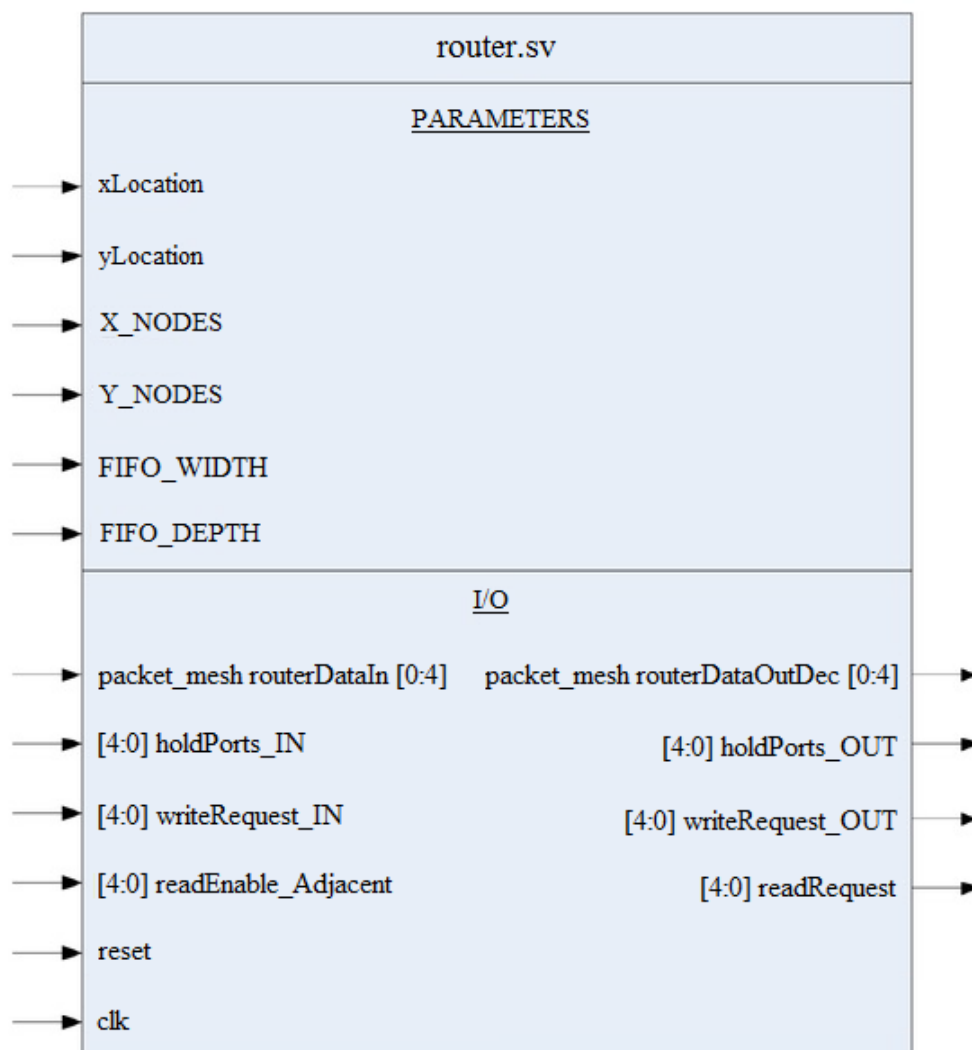 router.sv
PARAMETERS
xLocation
yLocation
X_NODES
Y_NODES
FIFO_WIDTH
FIFO_DEPTH
I/O
packet_mesh routerDataIn [0:4] packet_mesh routerDataOutDec [0:4]
[4:0] holdPorts_IN [4:0] holdPorts_OUT
[4:0] writeRequest_IN [4:0] writeRequest_OUT
[4:0] readEnable_Adjacent [4:0] readRequest
reset
clk